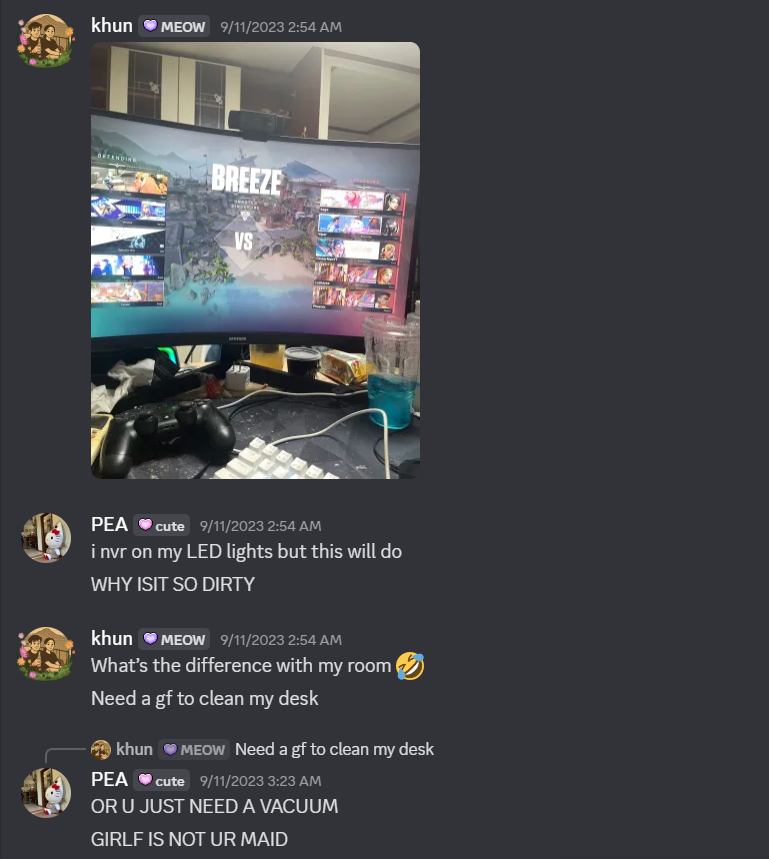 khun MEOW 9/11/2023 2:54 AM
DEFENDING
BREEZE
VS
SAMSUNG
PEA cute 9/11/2023 2:54 AM
i nvr on my LED lights but this will do
WHY ISIT SO DIRTY
khun MEOW 9/11/2023 2:54 AM
What’s the difference with my room
Need a gf to clean my desk
khun MEOW Need a gf to clean my desk
PEA cute 9/11/2023 3:23 AM
OR U JUST NEED A VACUUM
GIRLF IS NOT UR MAID